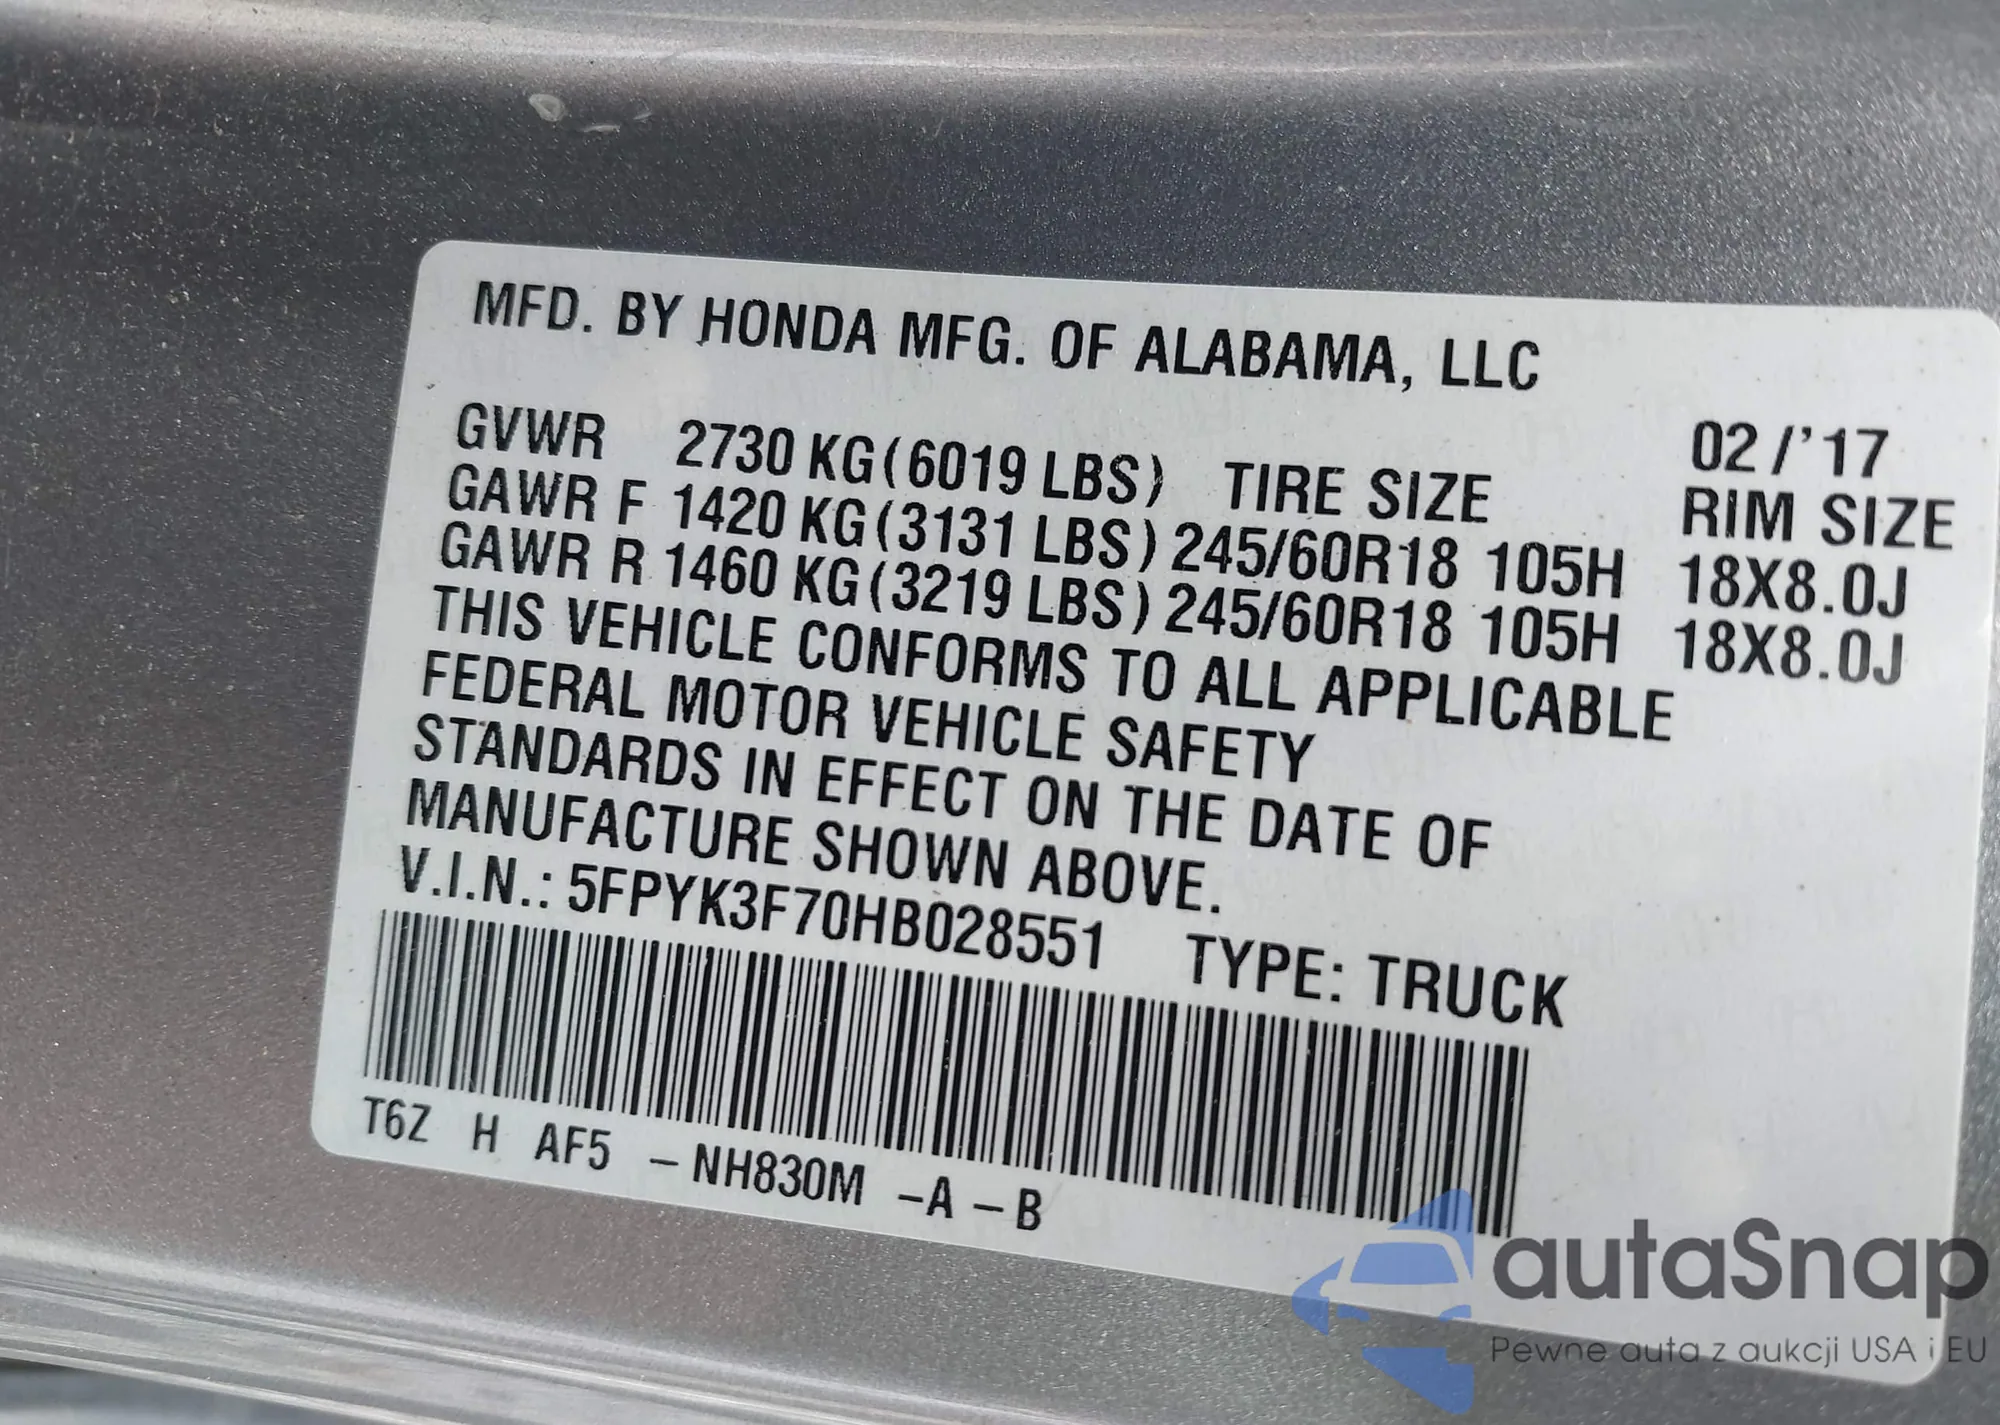 MFD. BY HONDA MFG. OF ALABAMA, LLC
02/'17
GVWR 2730 KG(6019 LBS) TIRE SIZE RIM SIZE
GAWR F 1420 KG(3131 LBS) 245/60R18 105H 18X8.0J
GAWR R 1460 KG(3219 LBS) 245/60R18 105H 18X8.0J
THIS VEHICLE CONFORMS TO ALL APPLICABLE
FEDERAL MOTOR VEHICLE SAFETY
STANDARDS IN EFFECT ON THE DATE OF
MANUFACTURE SHOWN ABOVE.
V.I.N.: 5FPYK3F70HB028551 TYPE: TRUCK
T6Z H AF5 -NH830M -A -B
autaSnap
Pewne auta z aukcji USA i EU